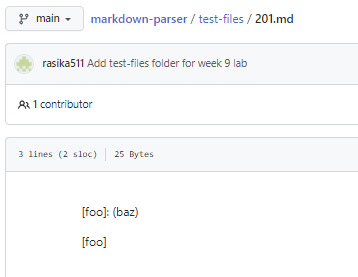 main markdown-parser / test-files / 201.md
rasika511 Add test-files folder for week 9 lab
1 contributor
3 lines (2 sloc) 25 Bytes
[foo]: (baz)
[foo]